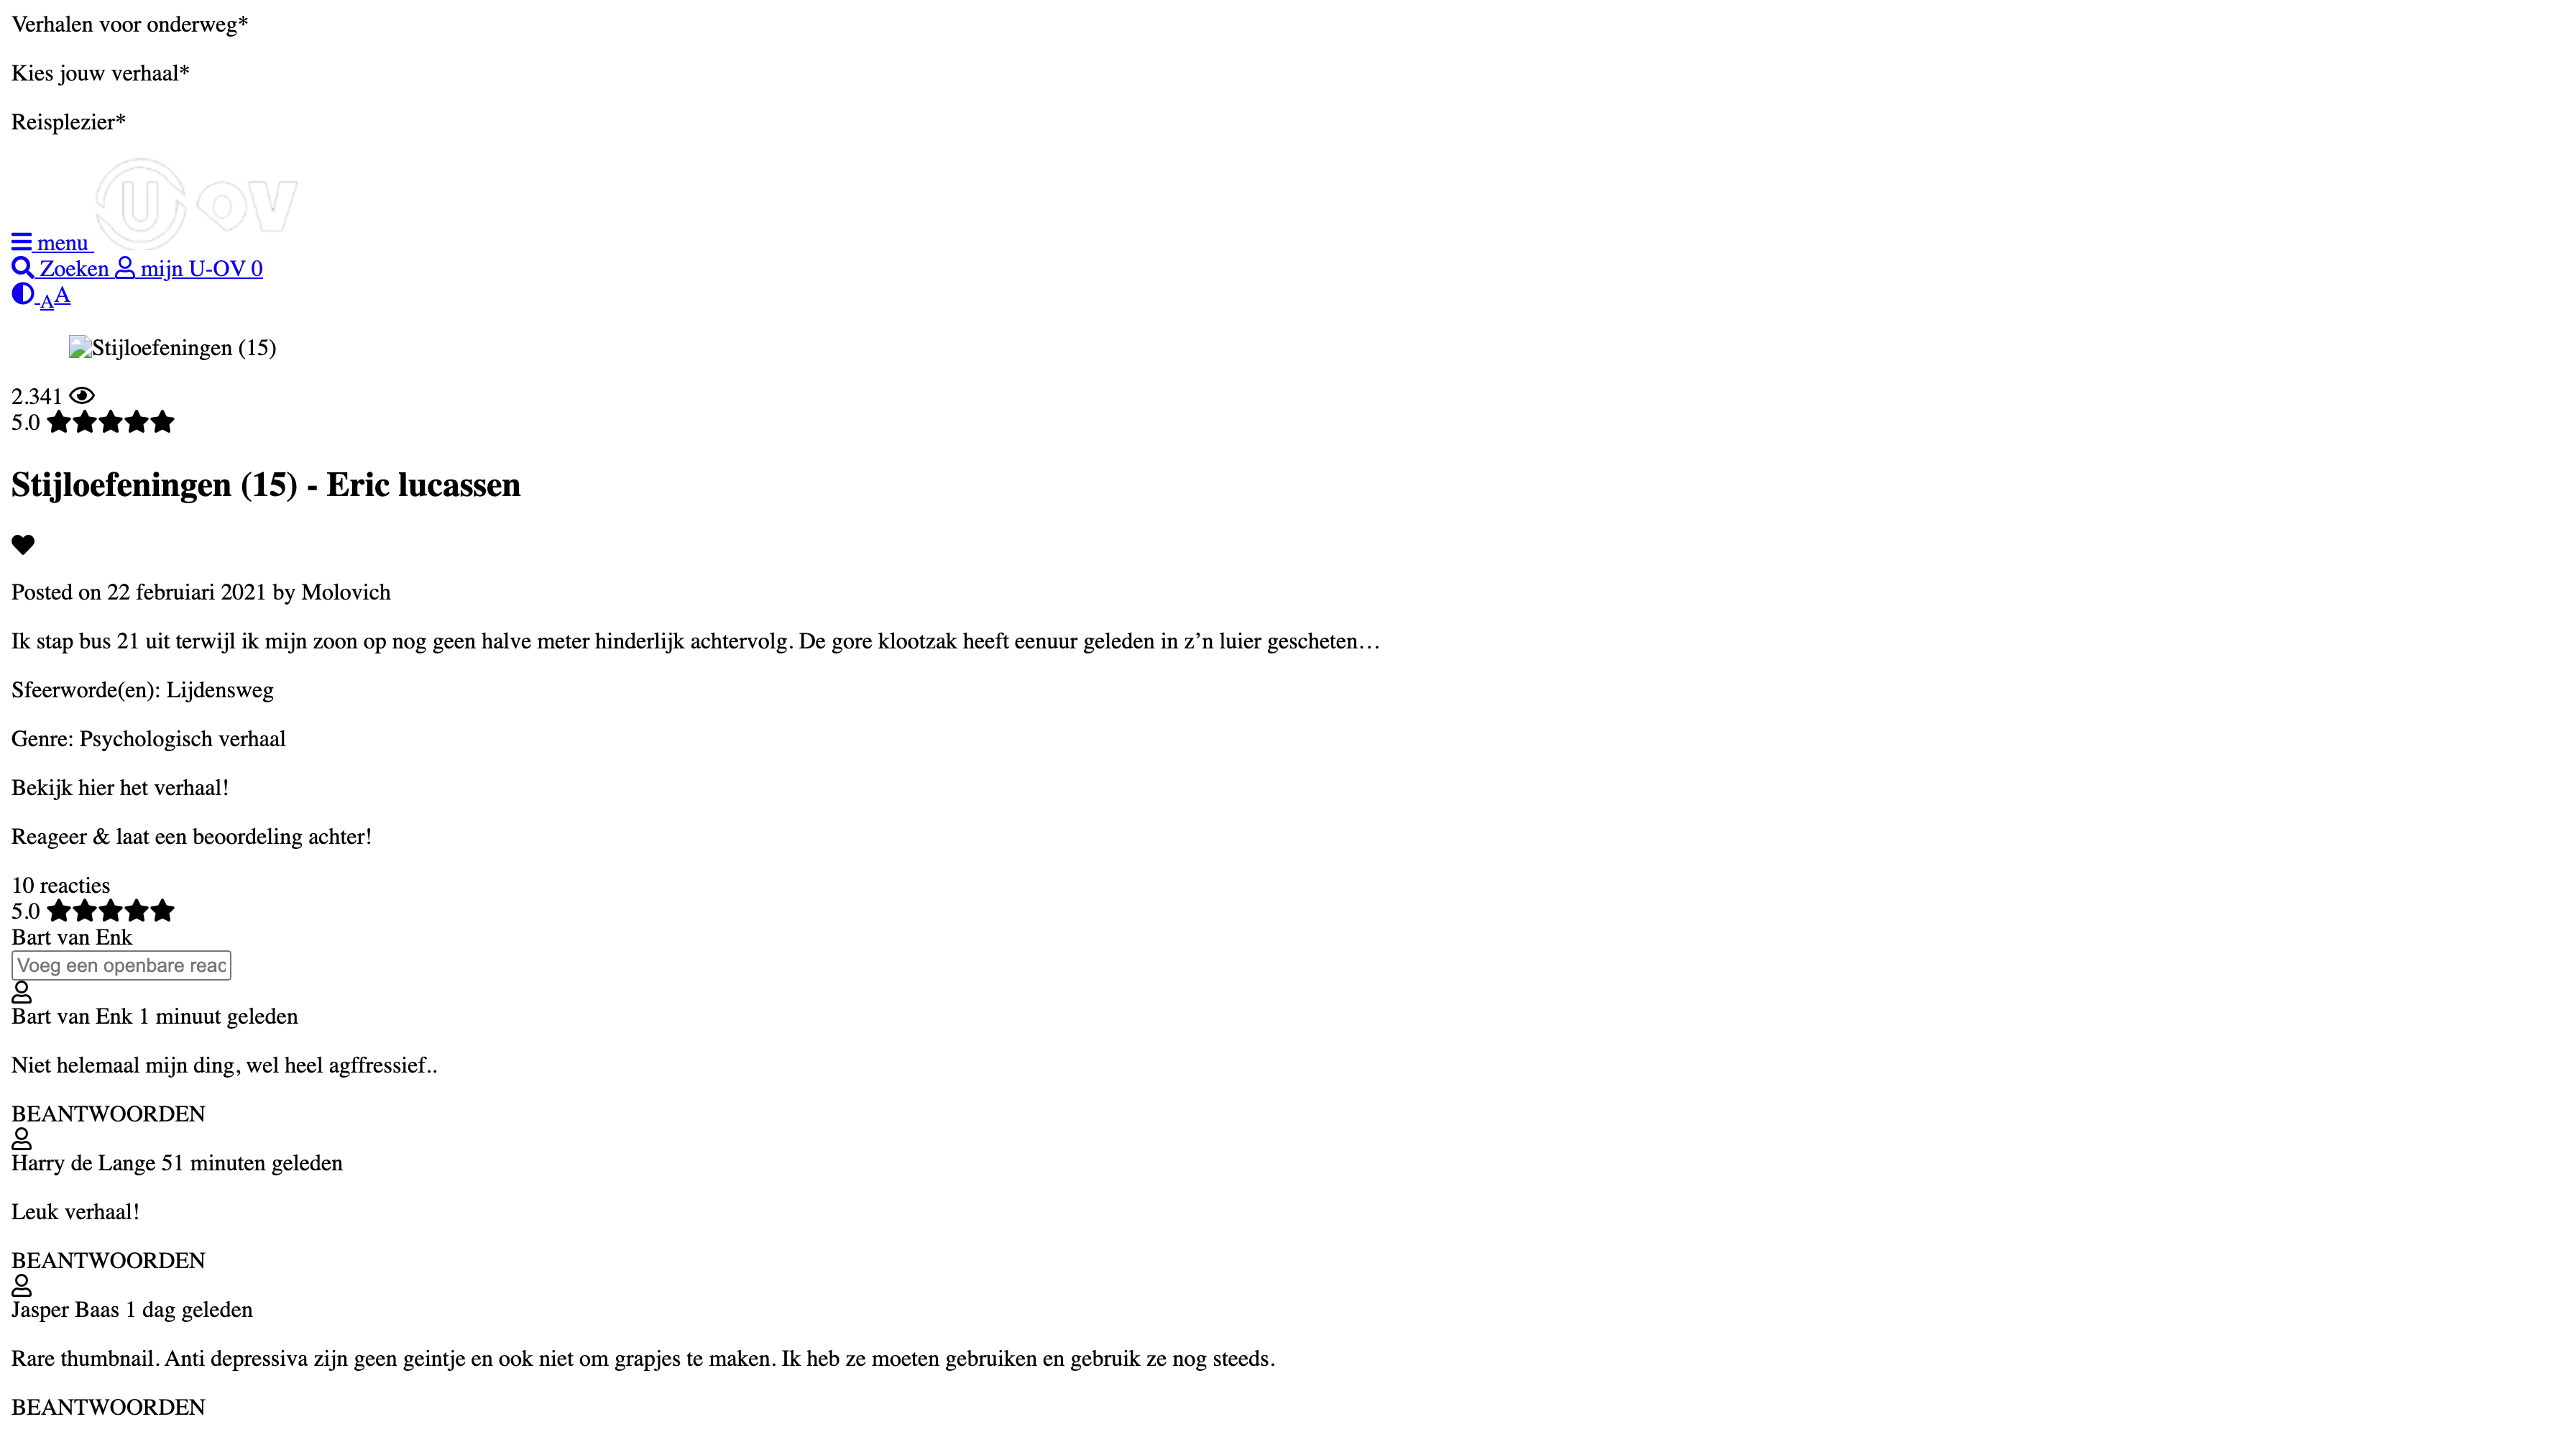 Verhalen voor onderweg*
Kies jouw verhaal*
Reisplezier*
U OV
menu
Zoeken mijn U-OV 0
AA
Stijloefeningen (15)
2.341
5.0
Stijloefeningen (15) - Eric lucassen
Posted on 22 februiari 2021 by Molovich
Ik stap bus 21 uit terwijl ik mijn zoon op nog geen halve meter hinderlijk achtervolg. De gore klootzak heeft eenuur geleden in z’n luier gescheten…
Sfeerworde(en): Lijdensweg
Genre: Psychologisch verhaal
Bekijk hier het verhaal!
Reageer & laat een beoordeling achter!
10 reacties
5.0
Bart van Enk
Voeg een openbare reac
Bart van Enk 1 minuut geleden
Niet helemaal mijn ding, wel heel agffressief..
BEANTWOORDEN
Harry de Lange 51 minuten geleden
Leuk verhaal!
BEANTWOORDEN
Jasper Baas 1 dag geleden
Rare thumbnail. Anti depressiva zijn geen geintje en ook niet om grapjes te maken. Ik heb ze moeten gebruiken en gebruik ze nog steeds.
BEANTWOORDEN